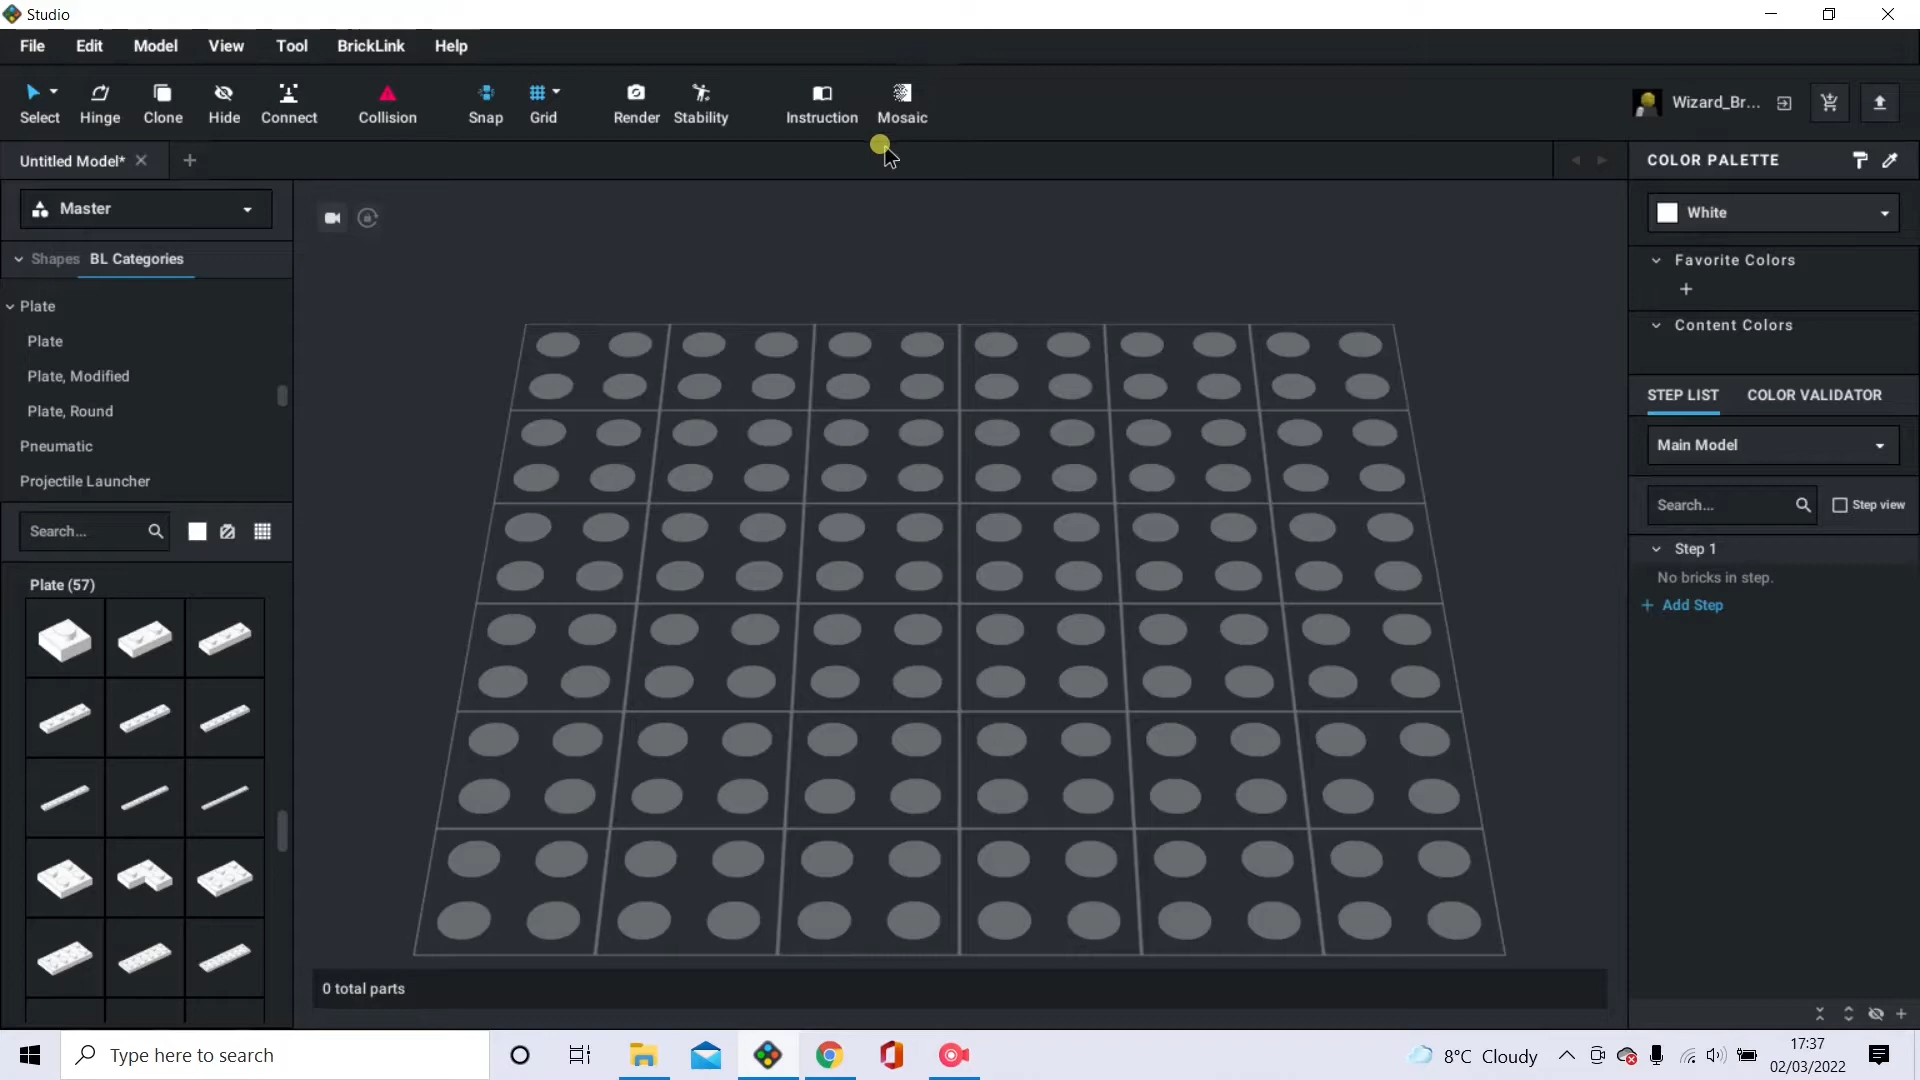 Studio
File Edit Model View Tool BrickLink Help
Select Hinge Clone Hide Connect Collision Snap Grid Render Stability Instruction Mosaic
Wizard_Br...
Untitled Model*
COLOR PALETTE
Master
White
Shapes BL Categories
Favorite Colors
Plate
Content Colors
Plate
Plate, Modified
STEP LIST COLOR VALIDATOR
Plate, Round
Pneumatic
Main Model
Projectile Launcher
Search... Step view
Search...
Step 1
No bricks in step.
Plate (57)
Add Step
0 total parts
Type here to search
8°C Cloudy
17:37
02/03/2022